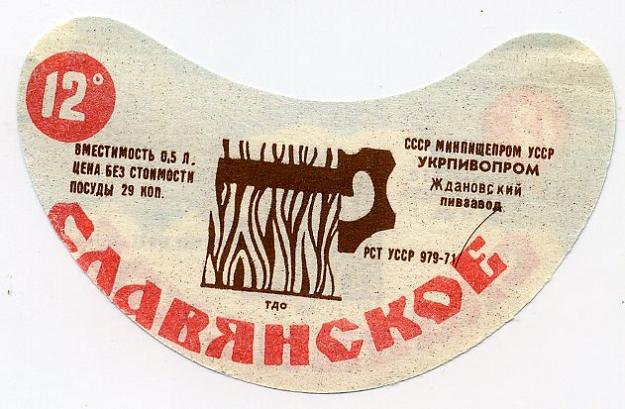 12°
ВМЕСТИМОСТЬ 0,5 Л.
ЦЕНА БЕЗ СТОИМОСТИ
ПОСУДЫ 29 КОП.
СССР МИНПИЩЕПРОМ УССР
УКРПИВОПРОМ
Ждановский
пивзавод
РСТ УССР 979-71
ТДО
СЛАВЯНСКОЕ